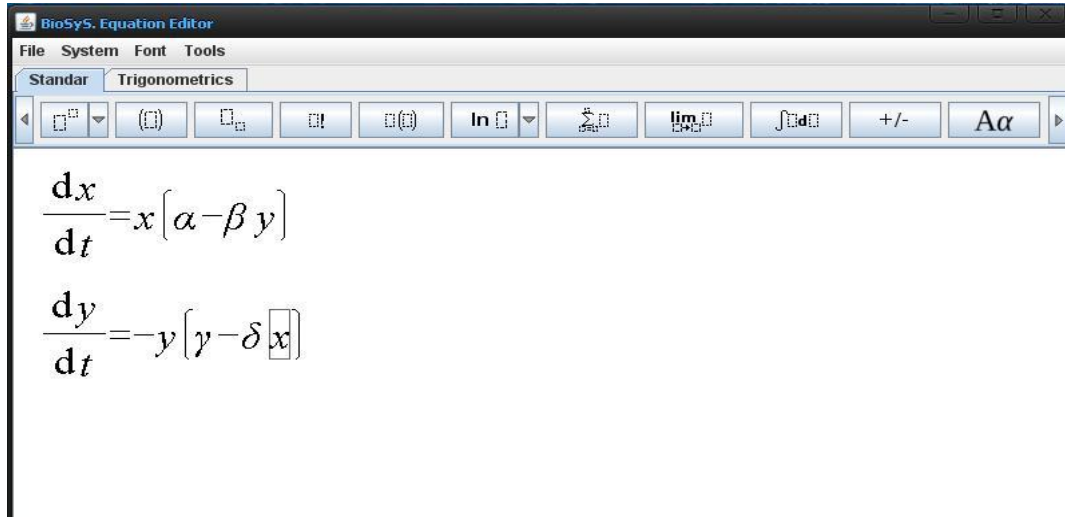 BioSyS. Equation Editor
File System Font Tools
Standar Trigonometrics
□^□ (□) □_□ □! □(□) ln □ ∑□ lim □ ∫□d□ +/- Aα
dx/dt=x(α-β y)
dy/dt=-y(γ-δ x)